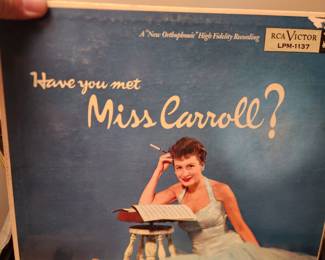 A "New Orthophonic" High Fidelity Recording
RCA VICTOR
LPM-1137
Have you met
Miss Carroll?